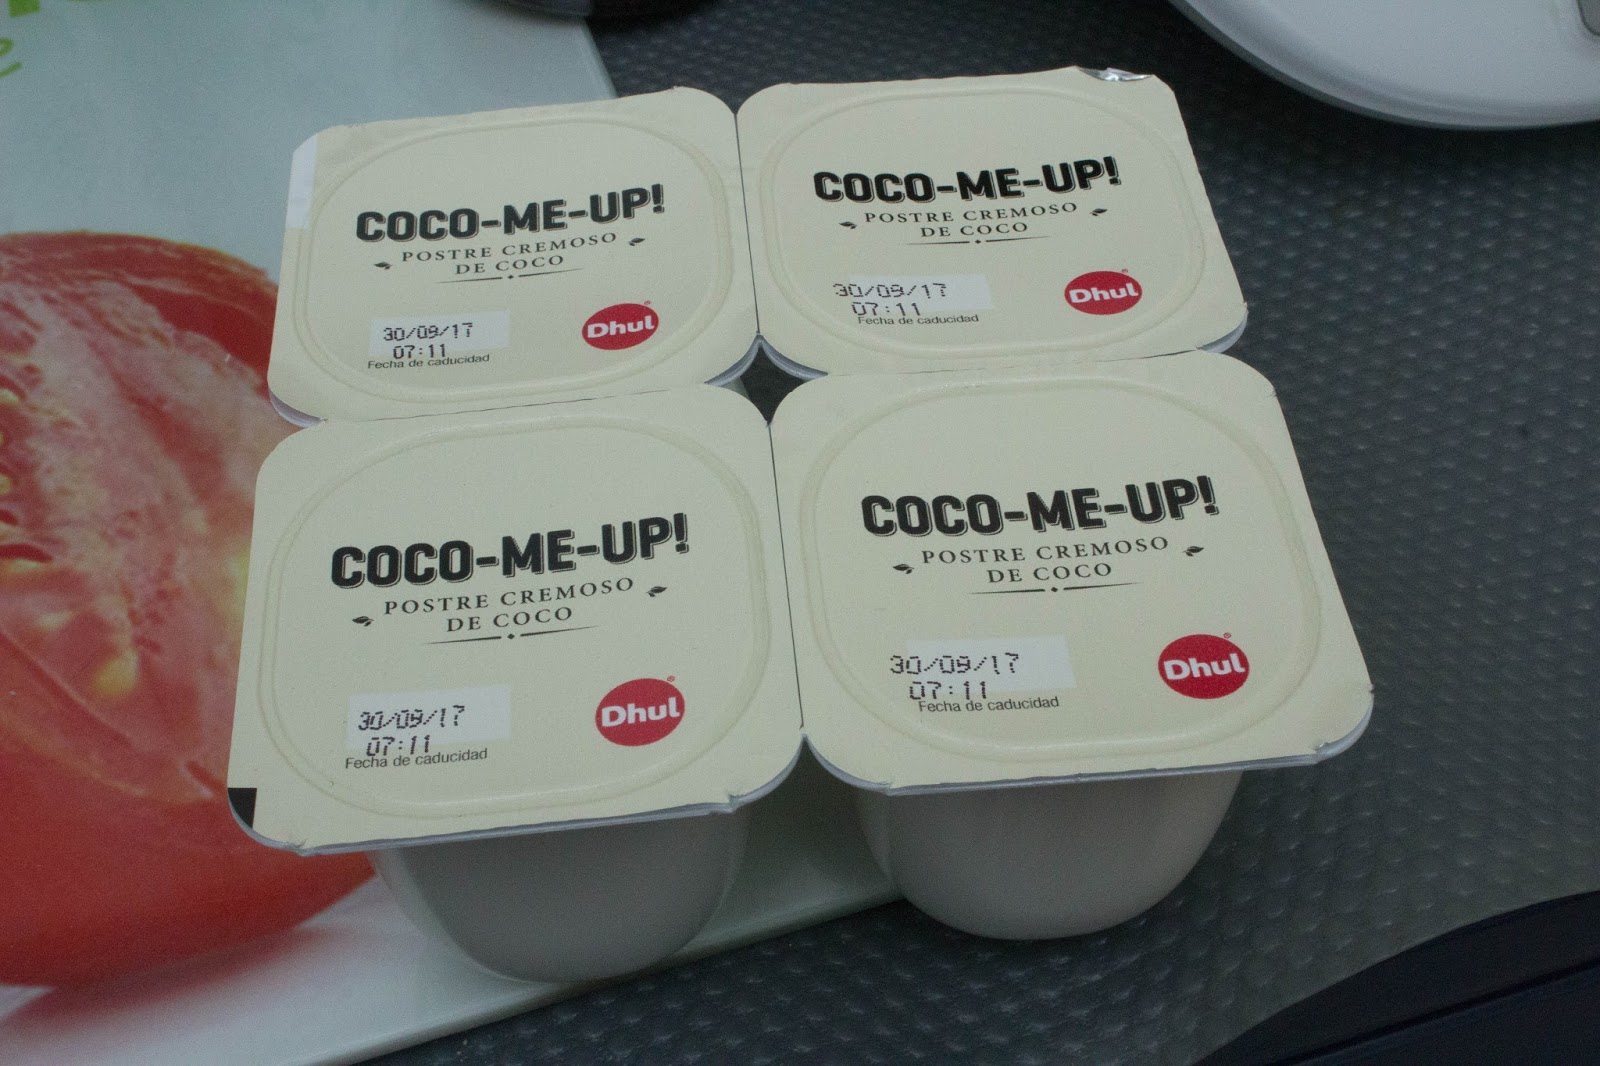 COCO-ME-UP!
POSTRE CREMOSO
DE COCO
30/09/17
07:11
Fecha de caducidad
Dhul
COCO-ME-UP!
POSTRE CREMOSO
DE COCO
30/09/17
07:11
Fecha de caducidad
Dhul
COCO-ME-UP!
POSTRE CREMOSO
DE COCO
30/09/17
07:11
Fecha de caducidad
Dhul
COCO-ME-UP!
POSTRE CREMOSO
DE COCO
30/09/17
07:11
Fecha de caducidad
Dhul